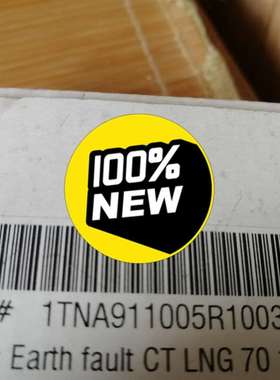 100%
NEW
# 1TNA911005R1003
Earth fault CT LNG 70